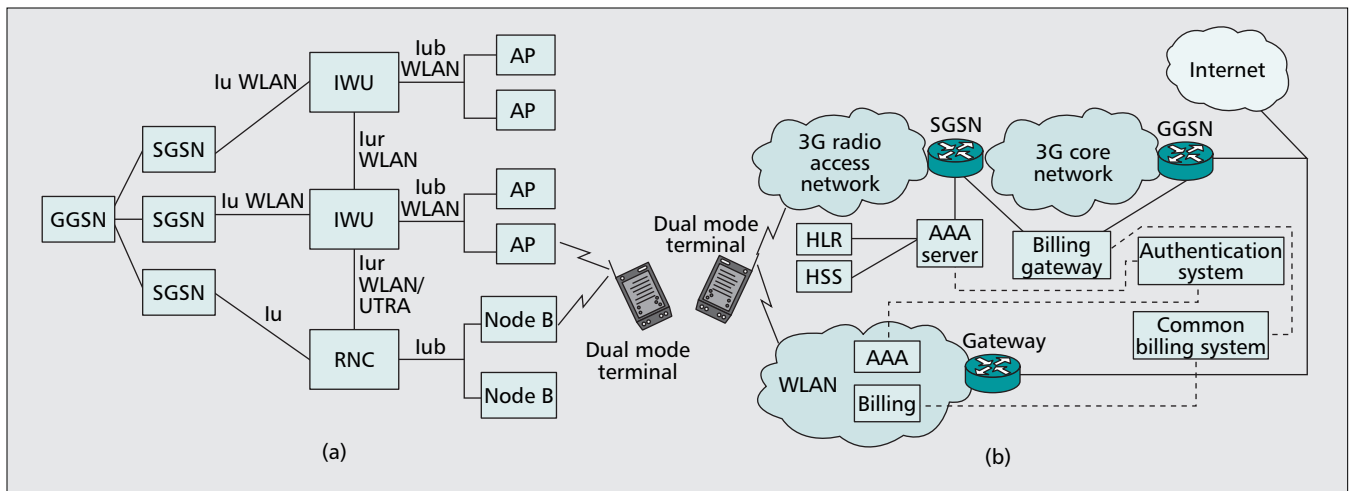 Iu WLAN
IWU
Iub
WLAN
AP
AP
SGSN
Iur
WLAN
GGSN
SGSN
Iu WLAN
IWU
Iub
WLAN
AP
AP
SGSN
Iur
WLAN/
UTRA
Iu
RNC
Iub
Node B
Node B
Dual mode
terminal
(a)
Dual mode
terminal
3G radio
access
network
SGSN
3G core
network
GGSN
Internet
HLR
HSS
AAA
server
Billing
gateway
Authentication
system
Common
billing system
WLAN
AAA
Billing
Gateway
(b)